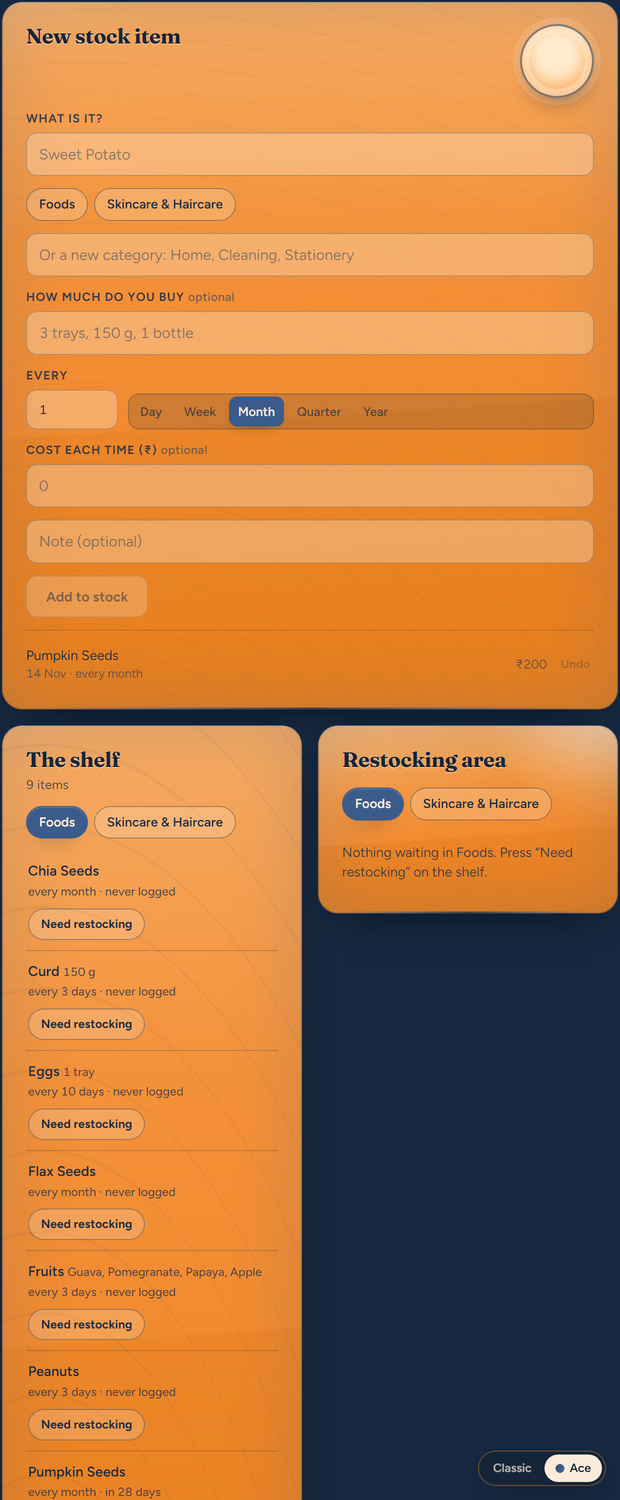 New stock item
WHAT IS IT?
Sweet Potato
Foods
Skincare & Haircare
Or a new category: Home, Cleaning, Stationery
HOW MUCH DO YOU BUY optional
3 trays, 150 g, 1 bottle
EVERY
1
Day Week Month Quarter Year
COST EACH TIME (₹) optional
0
Note (optional)
Add to stock
Pumpkin Seeds
14 Nov · every month
₹200 Undo
The shelf
9 items
Foods
Skincare & Haircare
Chia Seeds
every month · never logged
Need restocking
Curd 150 g
every 3 days · never logged
Need restocking
Eggs 1 tray
every 10 days · never logged
Need restocking
Flax Seeds
every month · never logged
Need restocking
Fruits Guava, Pomegranate, Papaya, Apple
every 3 days · never logged
Need restocking
Peanuts
every 3 days · never logged
Need restocking
Pumpkin Seeds
every month · in 28 days
Restocking area
Foods
Skincare & Haircare
Nothing waiting in Foods. Press “Need
restocking” on the shelf.
Classic Ace